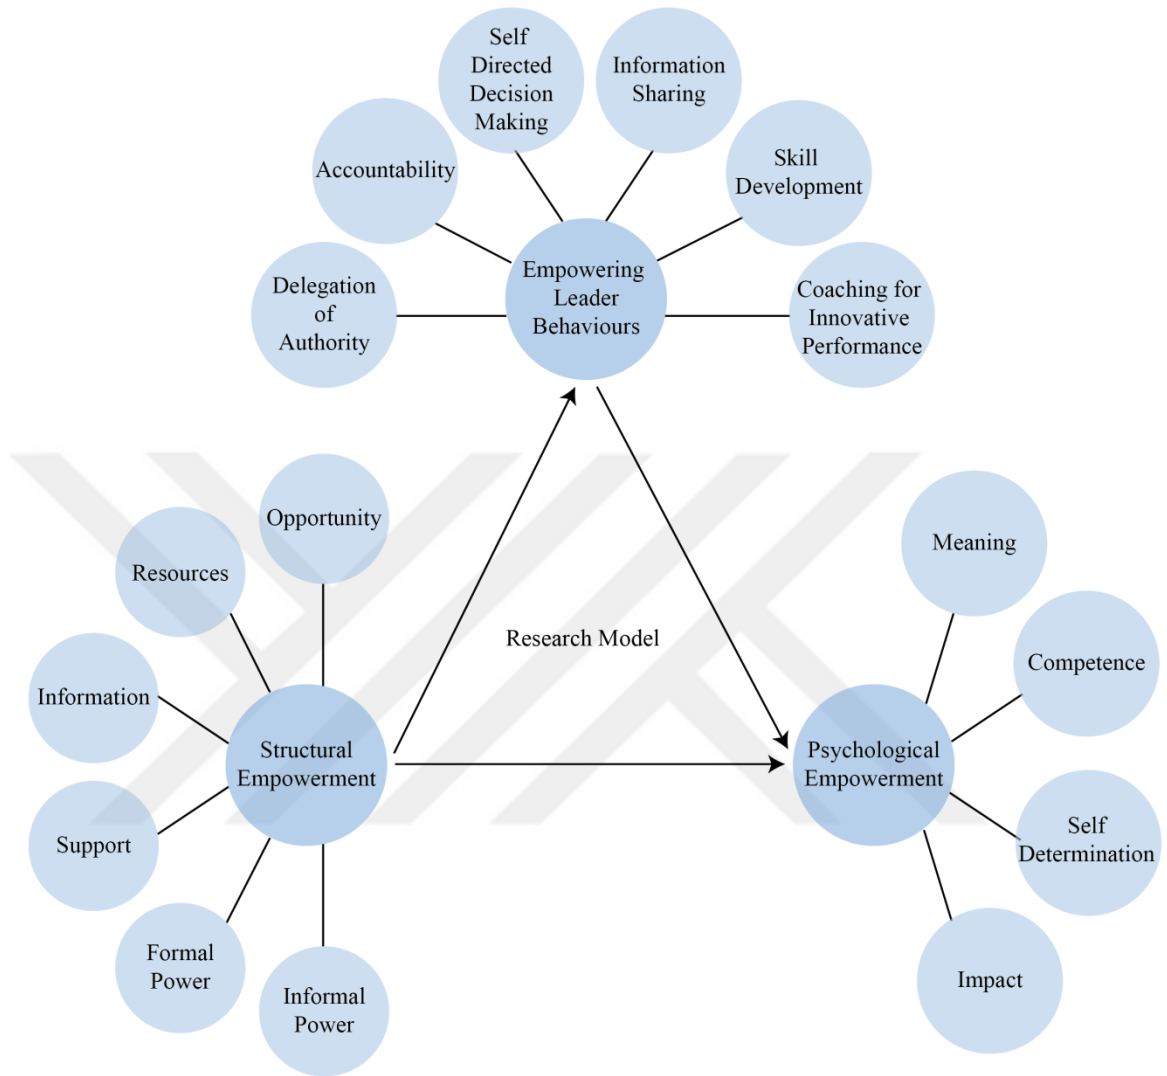 Self
Directed
Decision
Making
Information
Sharing
Accountability
Skill
Development
Delegation
of
Authority
Empowering
Leader
Behaviours
Coaching for
Innovative
Performance
Opportunity
Resources
Meaning
Research Model
Competence
Information
Structural
Empowerment
Psychological
Empowerment
Support
Self
Determination
Formal
Power
Informal
Power
Impact